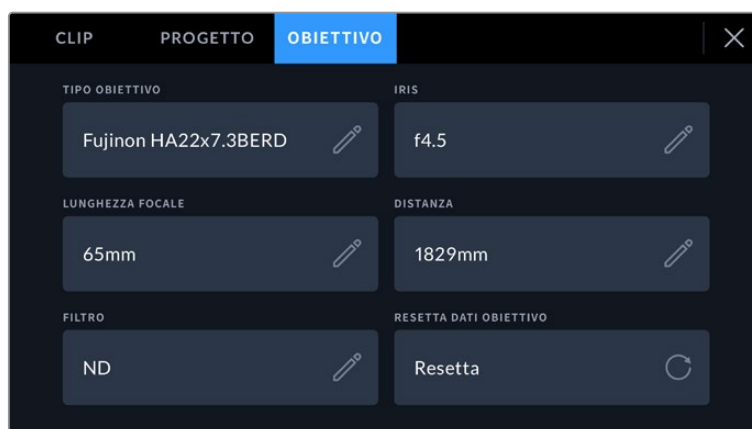 CLIP PROGETTO OBIETTIVO
TIPO OBIETTIVO
Fujinon HA22x7.3BERD
IRIS
f4.5
LUNGHEZZA FOCALE
65mm
DISTANZA
1829mm
FILTRO
ND
RESETTA DATI OBIETTIVO
Resetta